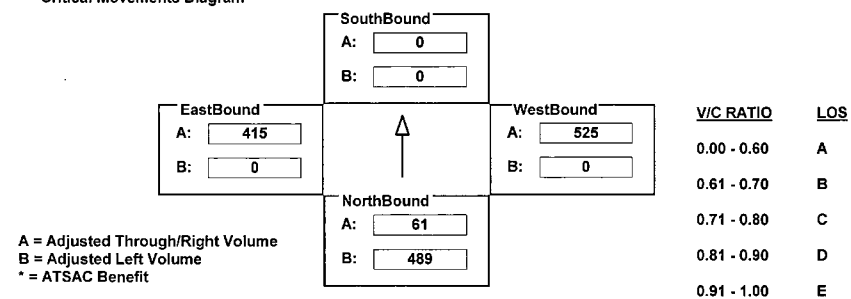 Critical Movements Diagram
SouthBound
A: 0
B: 0
EastBound
A: 415
B: 0
WestBound
A: 525
B: 0
NorthBound
A: 61
B: 489
A = Adjusted Through/Right Volume
B = Adjusted Left Volume
* = ATSAC Benefit
V/C RATIO LOS
0.00 - 0.60 A
0.61 - 0.70 B
0.71 - 0.80 C
0.81 - 0.90 D
0.91 - 1.00 E